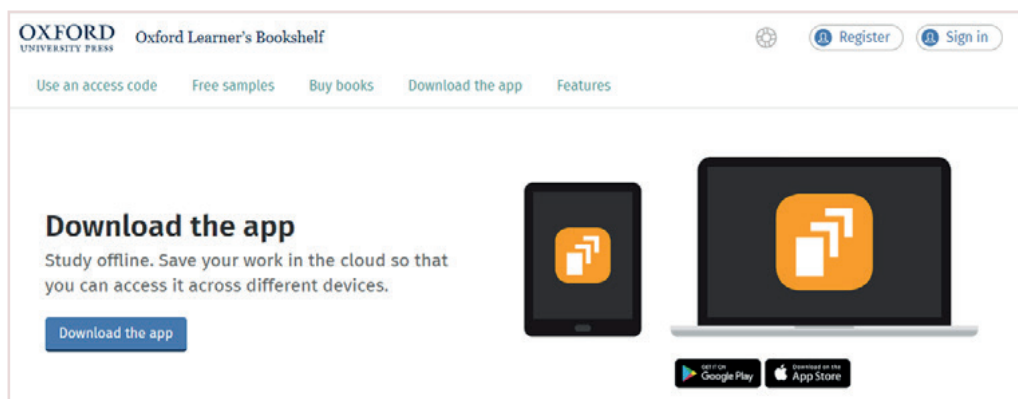 OXFORD
UNIVERSITY PRESS
Oxford Learner's Bookshelf
Register
Sign in
Use an access code
Free samples
Buy books
Download the app
Features
Download the app
Study offline. Save your work in the cloud so that
you can access it across different devices.
Download the app
GET IT ON
Google Play
Download on the
App Store